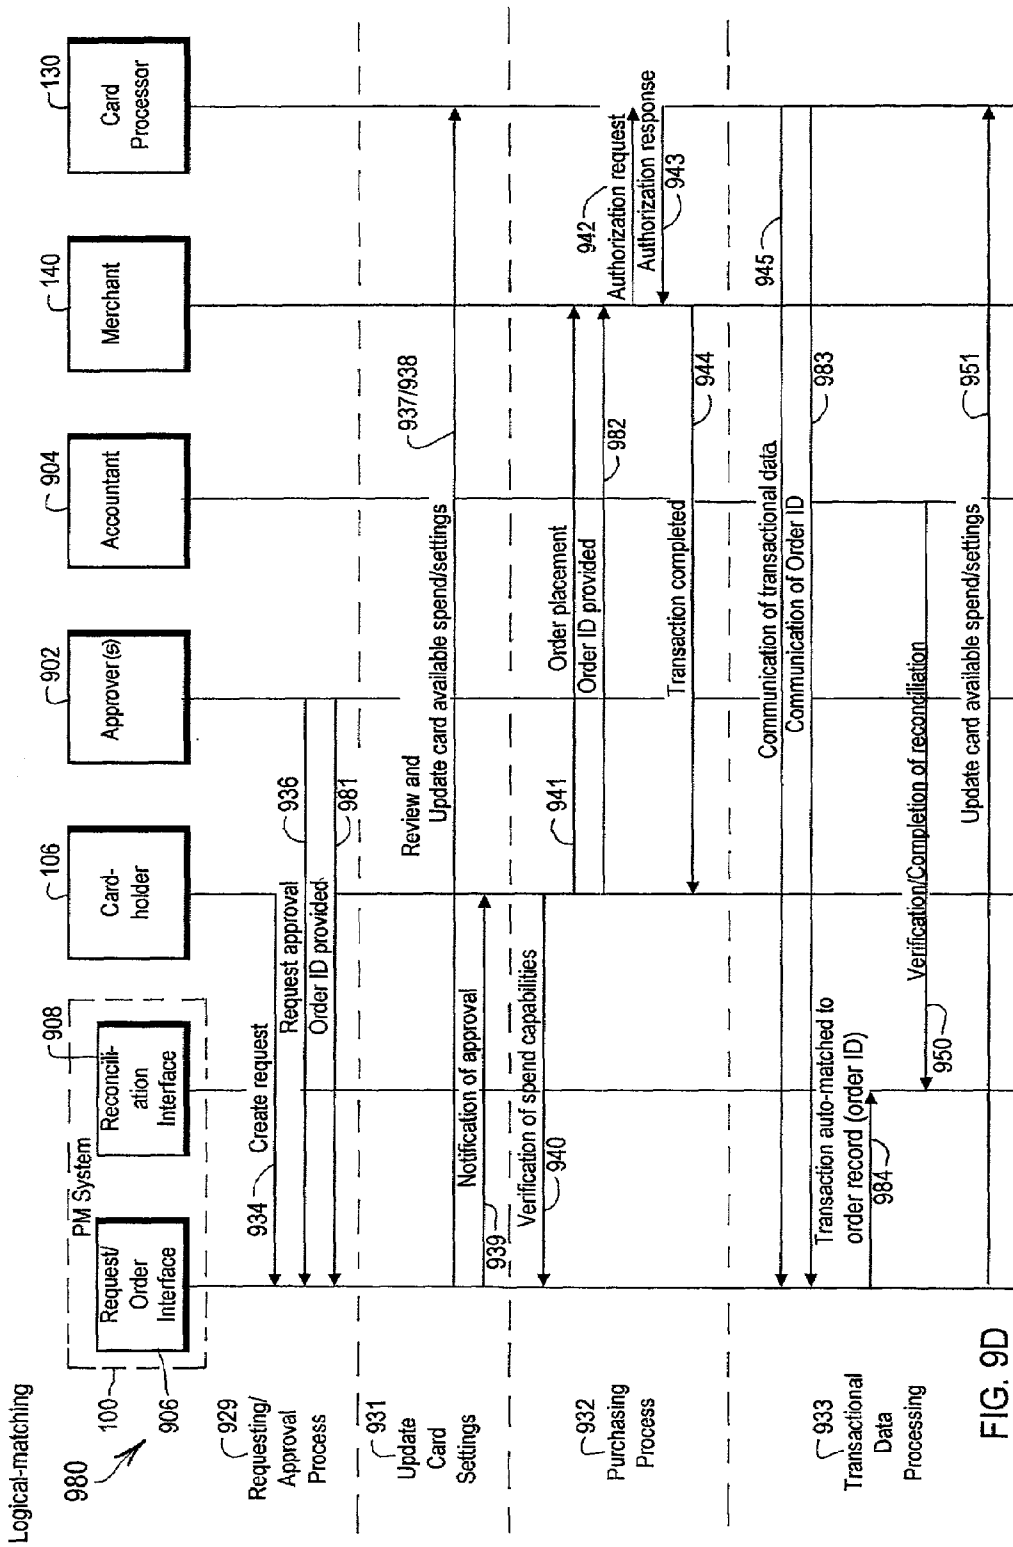 Logical-matching
980
100
906
PM System
Request/
Order
Interface
908
Reconcili-
ation
Interface
106
Card-
holder
902
Approver(s)
904
Accountant
140
Merchant
130
Card
Processor
929
Requesting/
Approval
Process
934
Create request
Request approval
936
Order ID provided
981
931
Update
Card
Settings
Review and
Update card available spend/settings
937/938
Notification of approval
939
932
Purchasing
Process
Verification of spend capabilities
940
Order placement
941
Order ID provided
982
942
Authorization request
Authorization response
943
Transaction completed
944
933
Transactional
Data
Processing
Communication of transactional data
945
Communication of Order ID
983
Transaction auto-matched to
order record (order ID)
984
Verification/Completion of reconciliation
950
Update card available spend/settings
951
FIG. 9D